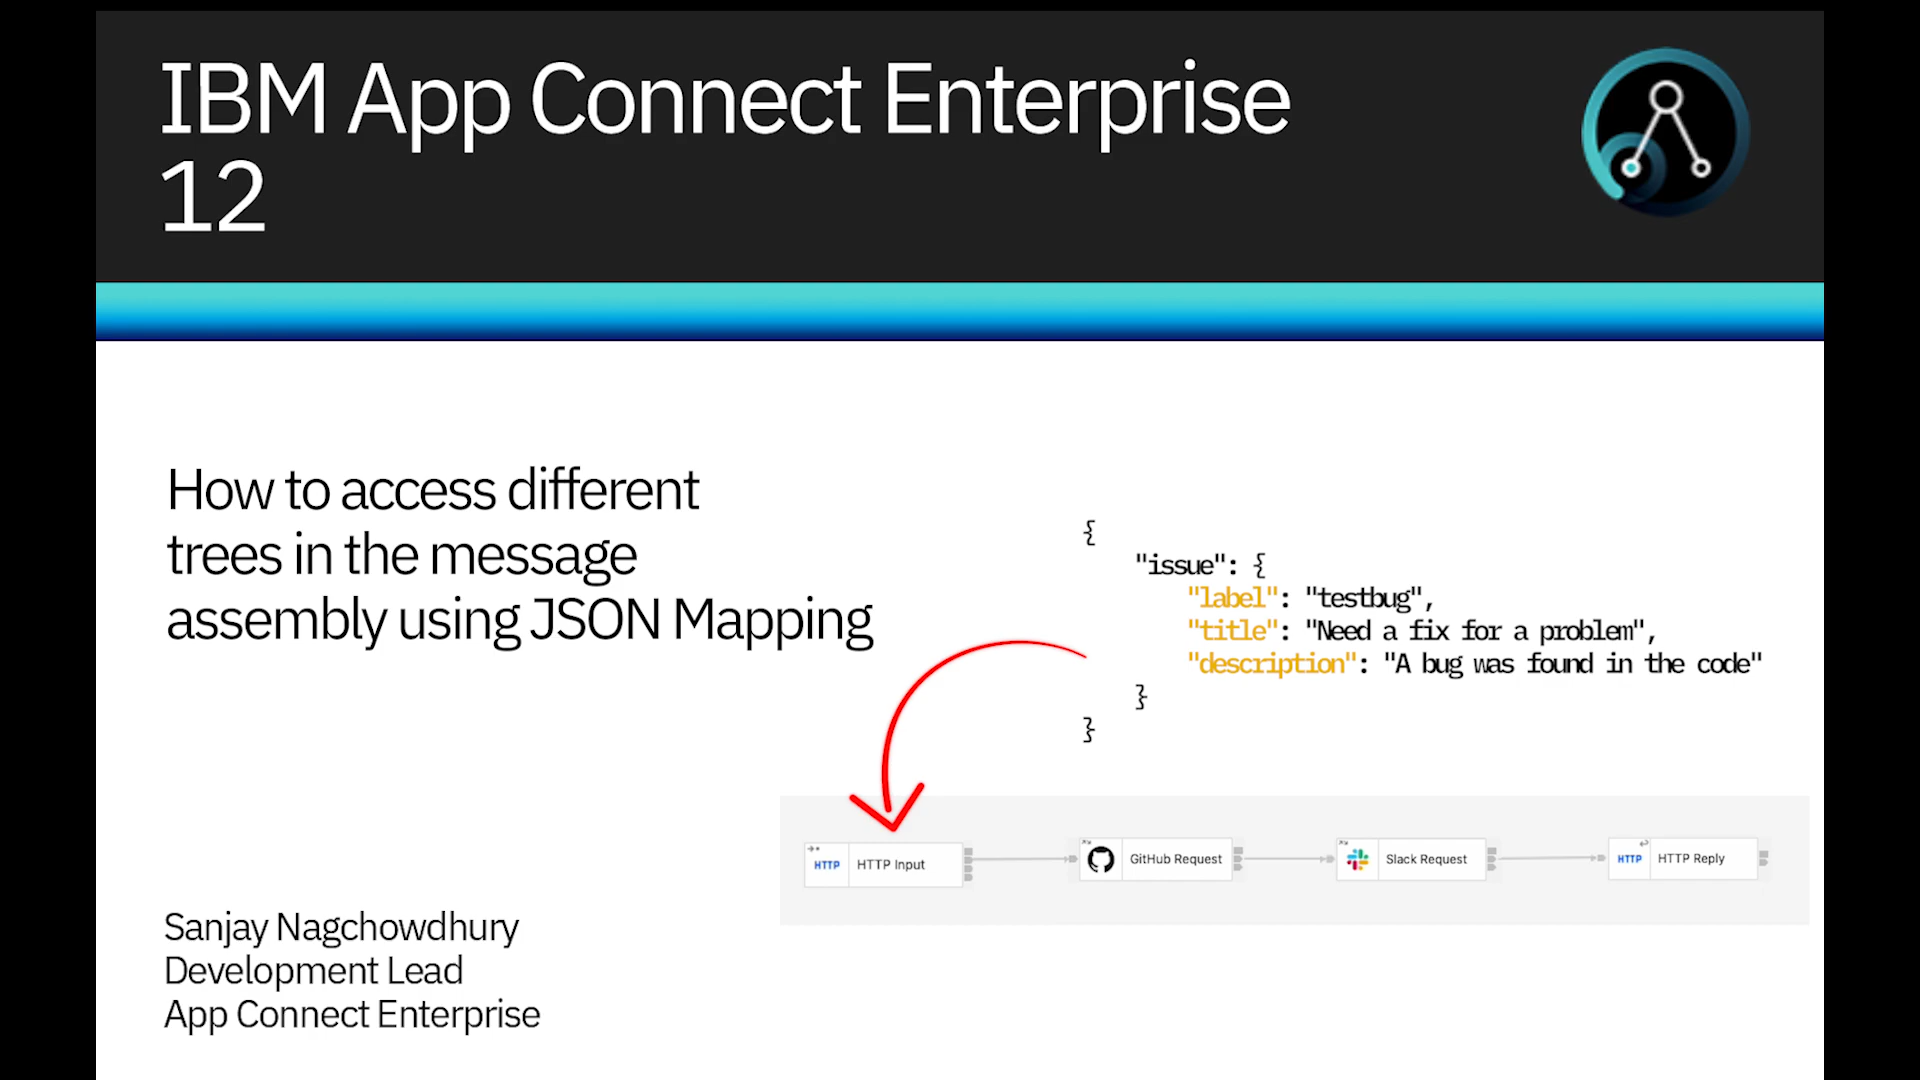 IBM App Connect Enterprise
12
How to access different
trees in the message
assembly using JSON Mapping
{
"issue": {
"label": "testbug",
"title": "Need a fix for a problem",
"description": "A bug was found in the code"
}
}
HTTP HTTP Input
GitHub Request
Slack Request
HTTP HTTP Reply
Sanjay Nagchowdhury
Development Lead
App Connect Enterprise